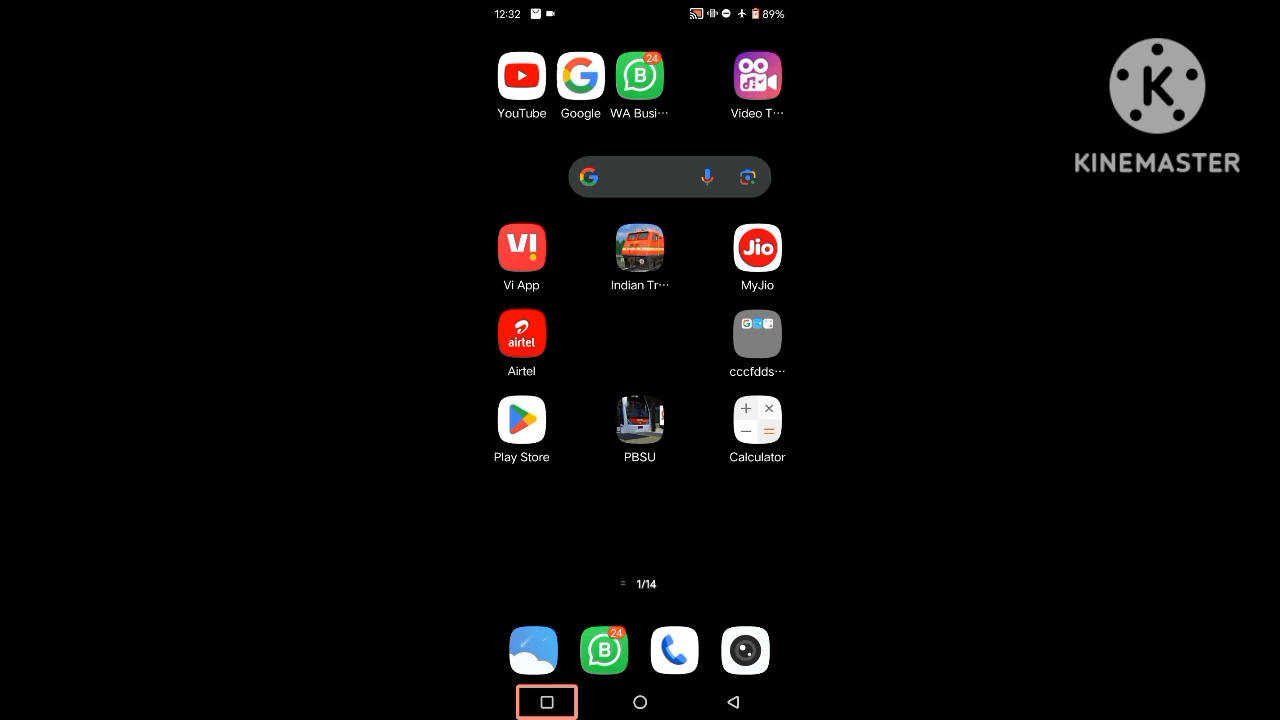 12:32
89%
24
B
YouTube
Google
WA Busi···
Video T···
K
KINEMASTER
VI
Jio
Vi App
Indian Tr···
MyJio
airtel
Airtel
cccfdds···
Play Store
PBSU
Calculator
1/14
24
B